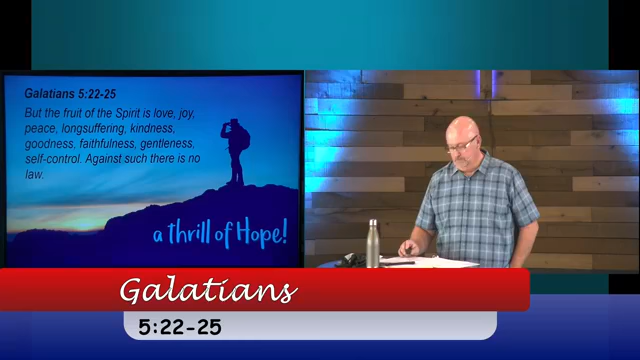 Galatians 5:22-25
But the fruit of the Spirit is love, joy,
peace, longsuffering, kindness,
goodness, faithfulness, gentleness,
self-control. Against such there is no
law.
a Thrill of Hope!
Galatians
5:22-25